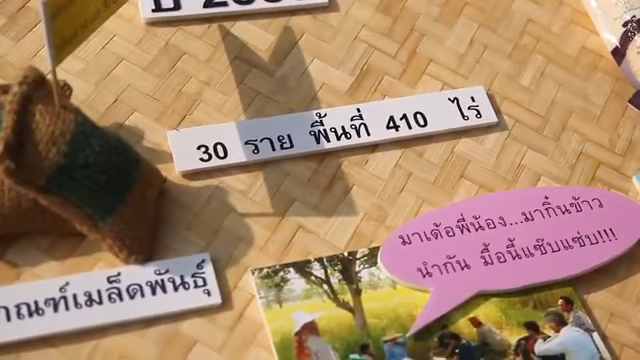 30 ราย พื้นที่ 410 ไร่
มาเด้อพี่น้อง...มากิ๋นข้าว
นำกัน มื้อนี้แซ๊บแซ่บ!!!
ณฑ์เมล็ดพันธุ์